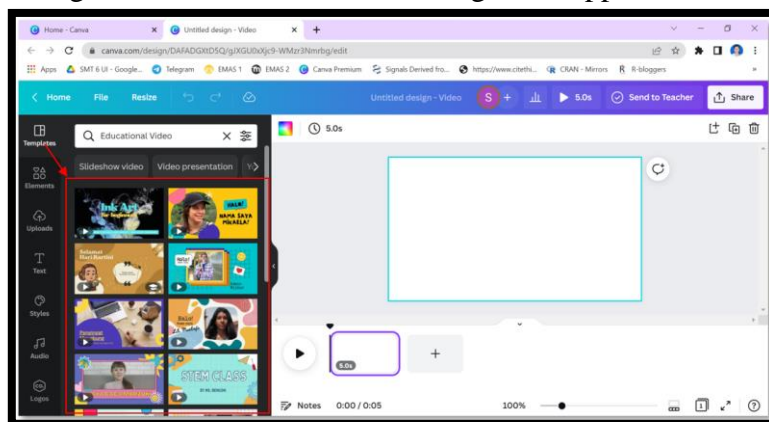 Home - Canva
Untitled design - Video
canva.com/design/DAFADGXtD5Q/gJXGU0xXjc9-WMzr3Nmrbg/edit
Apps
SMT 6 UI - Google...
Telegram
EMAS 1
EMAS 2
Canva Premium
Signals Derived fro...
https://www.citethi...
CRAN - Mirrors
R-bloggers
Home
File
Resize
Untitled design - Video
S
5.0s
Send to Teacher
Share
Templates
Elements
Uploads
Text
Styles
Audio
Logos
Educational Video
Slideshow video
Video presentation
Ink Art
for beginners
HALO!
NAMA SAYA
MIKAELA!
Selamat
Hari Kartini
Halo!
STEM CLASS
5.0s
5.0s
Notes
0:00 / 0:05
100%
1